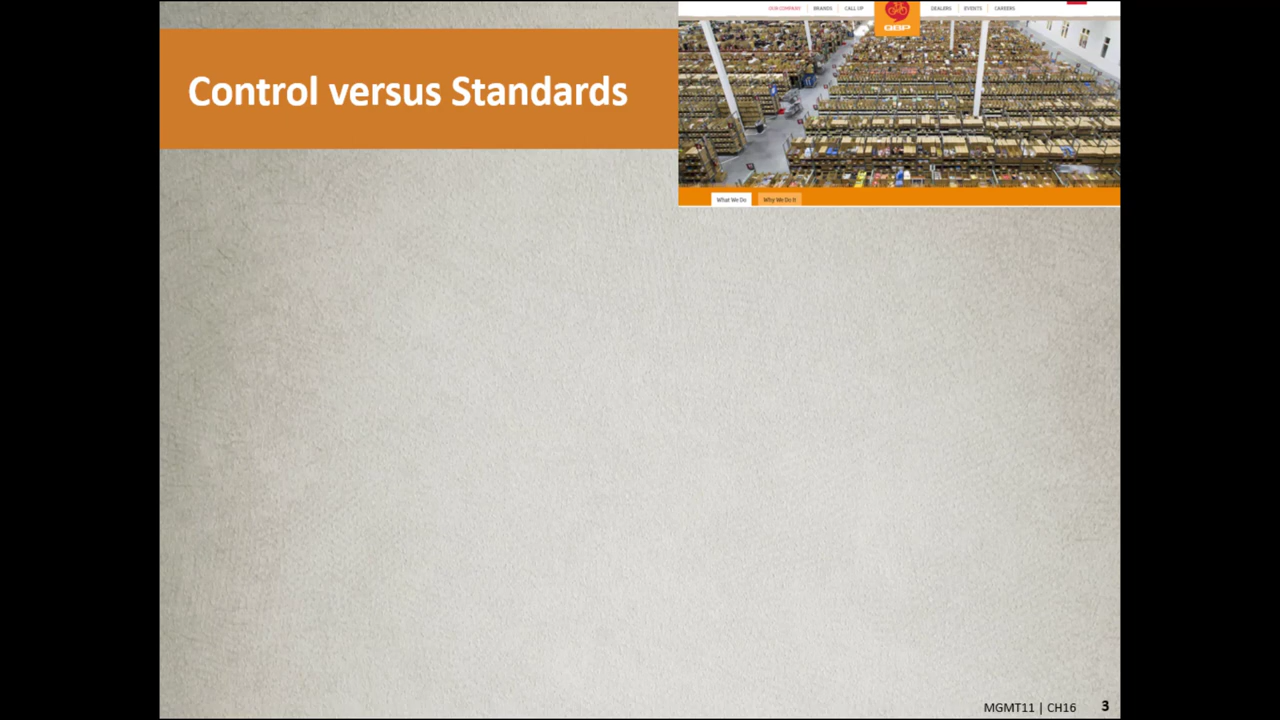 Control versus Standards
OUR COMPANY | BRANDS | CALL UP
QBP
DEALERS | EVENTS | CAREERS
What We Do
Why We Do It
MGMT11 | CH16 3